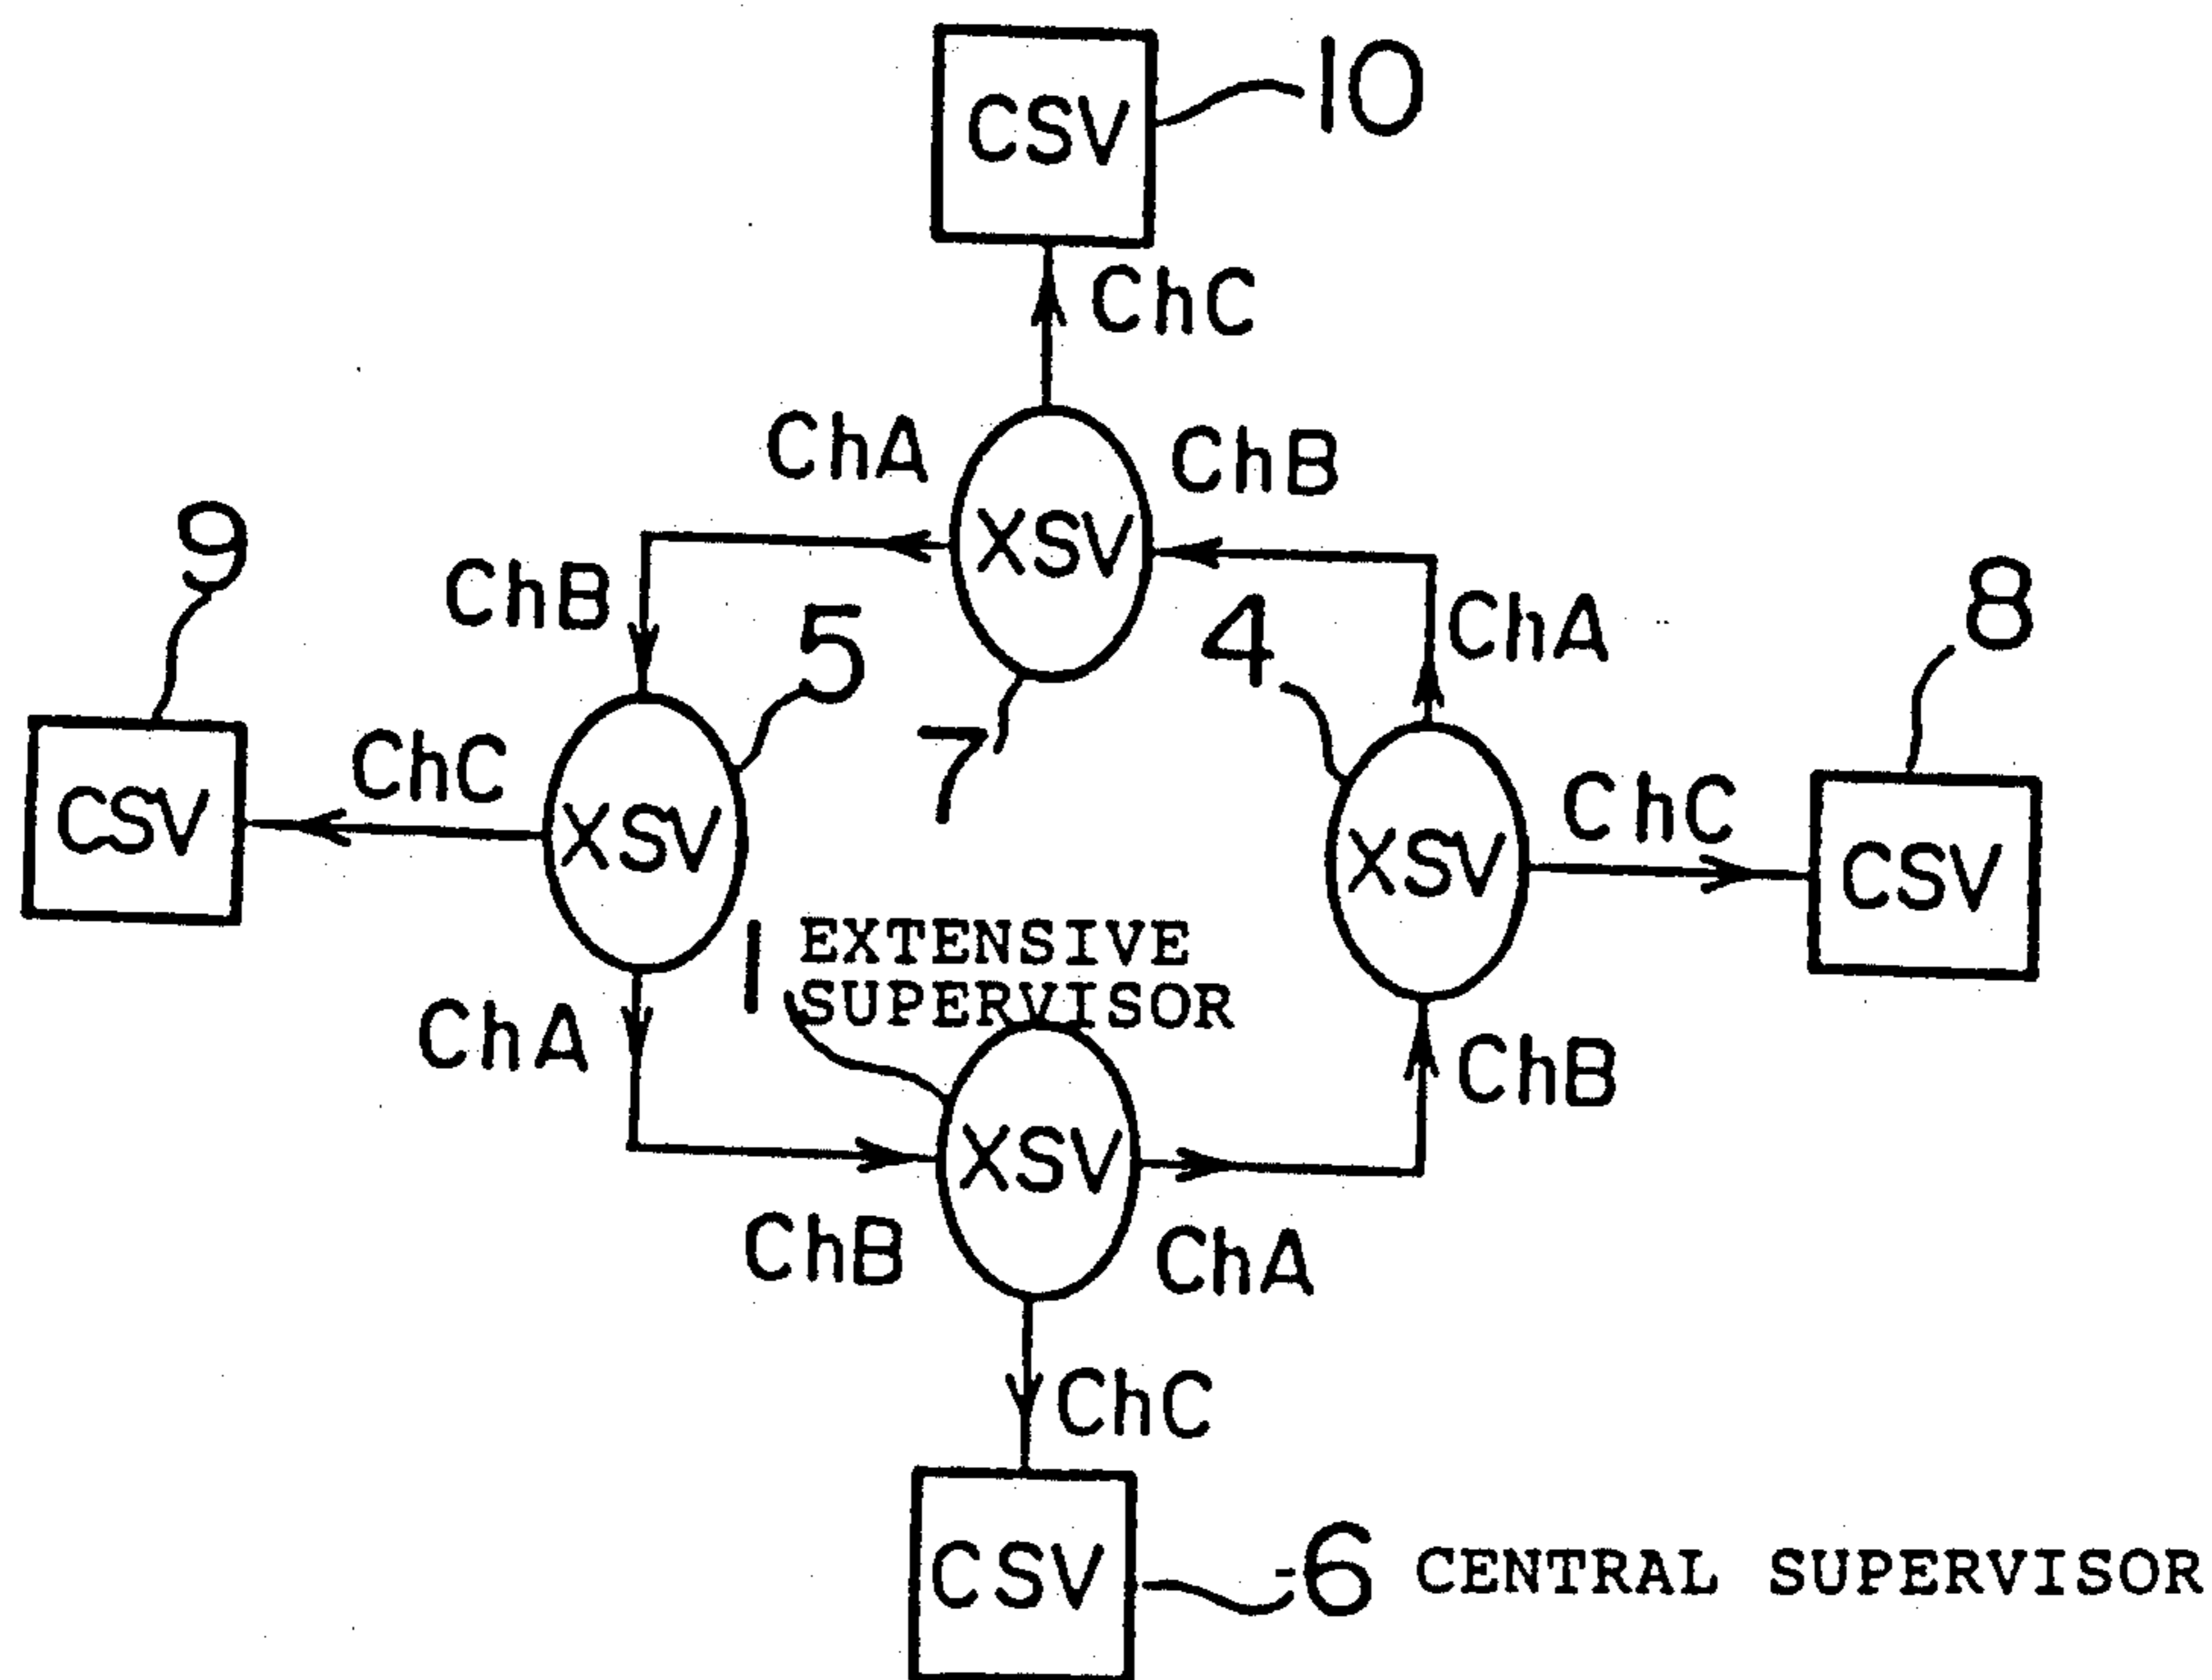 CSV
10
ChC
ChA
ChB
XSV
9
ChB
5
4
ChA
8
7
ChC
CSV
XSV
XSV
ChC
CSV
1
EXTENSIVE
SUPERVISOR
ChA
ChB
XSV
ChB
ChA
ChC
CSV
6 CENTRAL SUPERVISOR